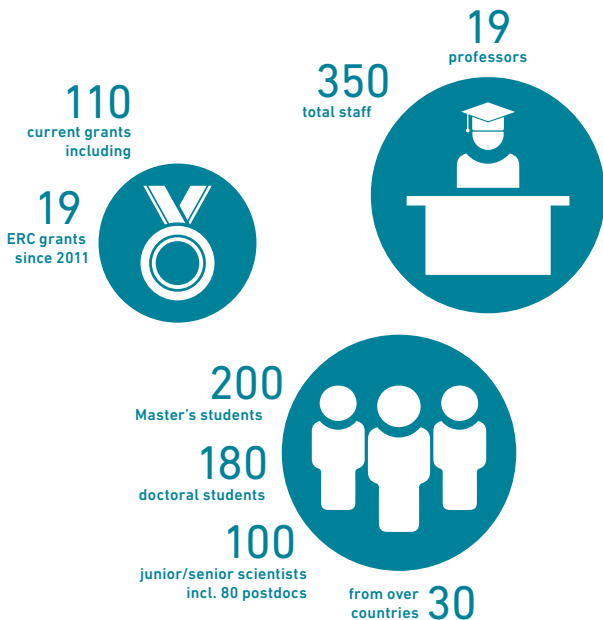 19
professors
350
total staff
110
current grants
including
19
ERC grants
since 2011
200
Master's students
180
doctoral students
100
junior/senior scientists
incl. 80 postdocs
from over
countries 30